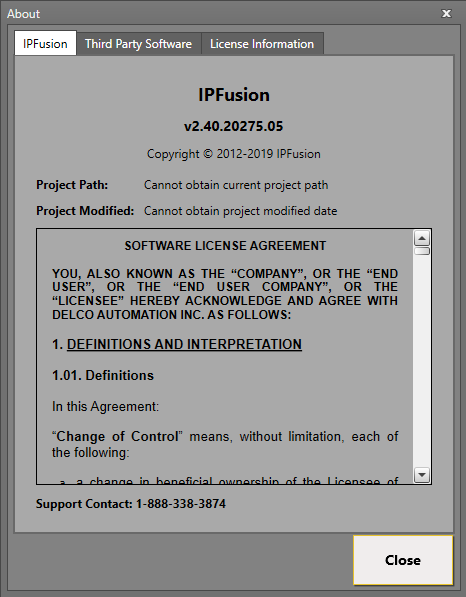 About
IPFusion Third Party Software License Information
IPFusion
v2.40.20275.05
Copyright © 2012-2019 IPFusion
Project Path: Cannot obtain current project path
Project Modified: Cannot obtain project modified date
SOFTWARE LICENSE AGREEMENT
YOU, ALSO KNOWN AS THE “COMPANY”, OR THE “END
USER”, OR THE “END USER COMPANY”, OR THE
“LICENSEE” HEREBY ACKNOWLEDGE AND AGREE WITH
DELCO AUTOMATION INC. AS FOLLOWS:
1. DEFINITIONS AND INTERPRETATION
1.01. Definitions
In this Agreement:
“Change of Control” means, without limitation, each of
the following:
a. a change in beneficial ownership of the Licensee of
Support Contact: 1-888-338-3874
Close